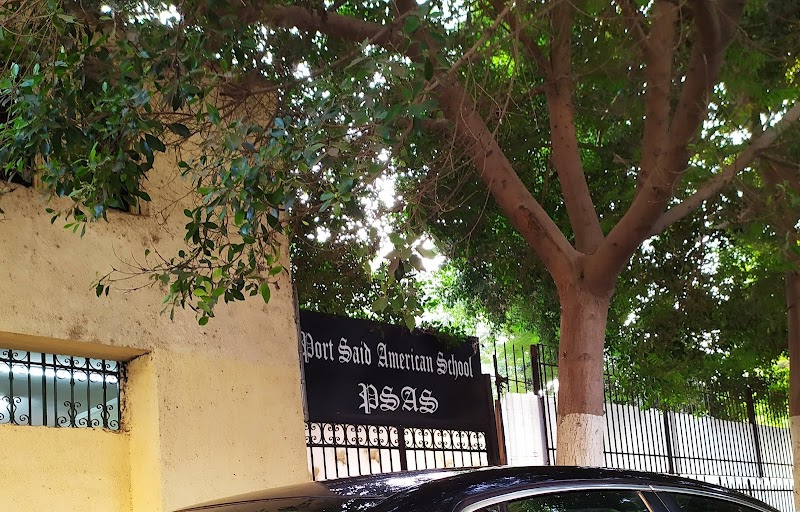 Port Said American School
PSAS